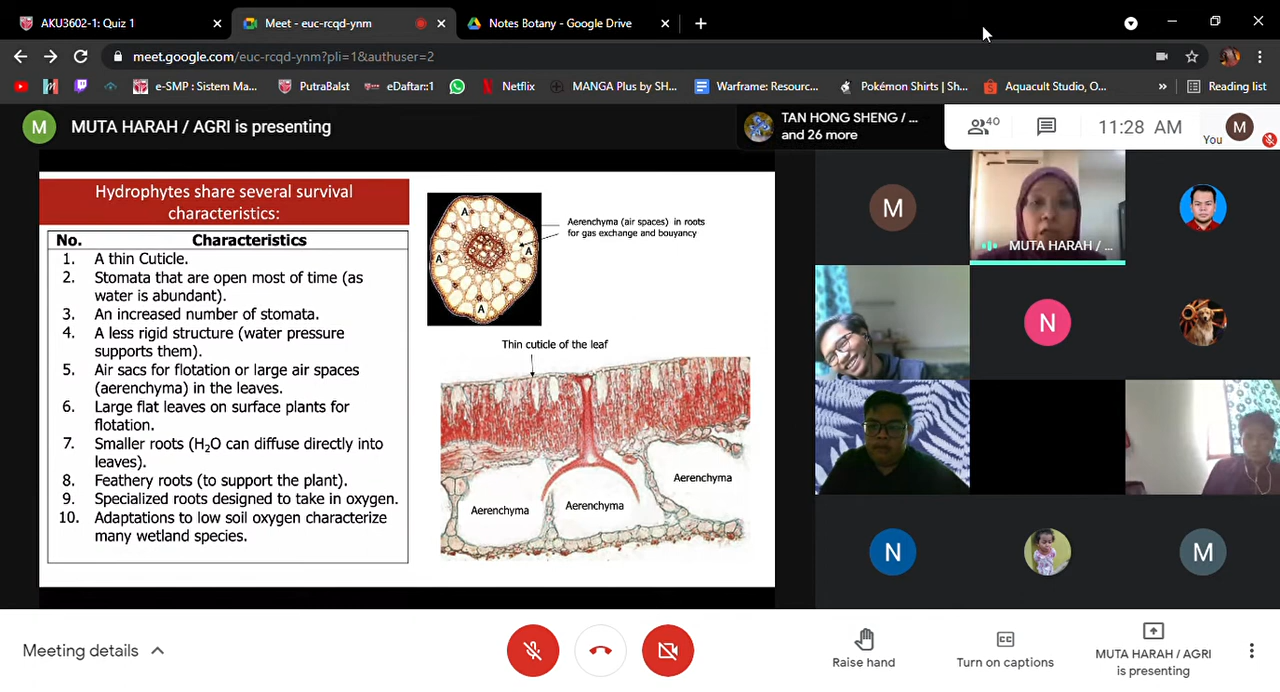 AKU3602-1: Quiz 1
Meet - euc-rcqd-ynm
Notes Botany - Google Drive
meet.google.com/euc-rcqd-ynm?pli=1&authuser=2
e-SMP : Sistem Ma...
PutraBalst
eDaftar::1
Netflix
MANGA Plus by SH...
Warframe: Resourc...
Pokémon Shirts | Sh...
Aquacult Studio, O...
»
Reading list
M
MUTA HARAH / AGRI is presenting
TAN HONG SHENG / ...
and 26 more
40
11:28 AM
You
M
Hydrophytes share several survival
characteristics:
No. Characteristics
1. A thin Cuticle.
2. Stomata that are open most of time (as
water is abundant).
3. An increased number of stomata.
4. A less rigid structure (water pressure
supports them).
5. Air sacs for flotation or large air spaces
(aerenchyma) in the leaves.
6. Large flat leaves on surface plants for
flotation.
7. Smaller roots (H₂O can diffuse directly into
leaves).
8. Feathery roots (to support the plant).
9. Specialized roots designed to take in oxygen.
10. Adaptations to low soil oxygen characterize
many wetland species.
A
A
A
A
Aerenchyma (air spaces) in roots
for gas exchange and bouyancy
Thin cuticle of the leaf
Aerenchyma
Aerenchyma
Aerenchyma
M
MUTA HARAH / ...
N
N
M
Meeting details
Raise hand
CC
Turn on captions
MUTA HARAH / AGRI
is presenting